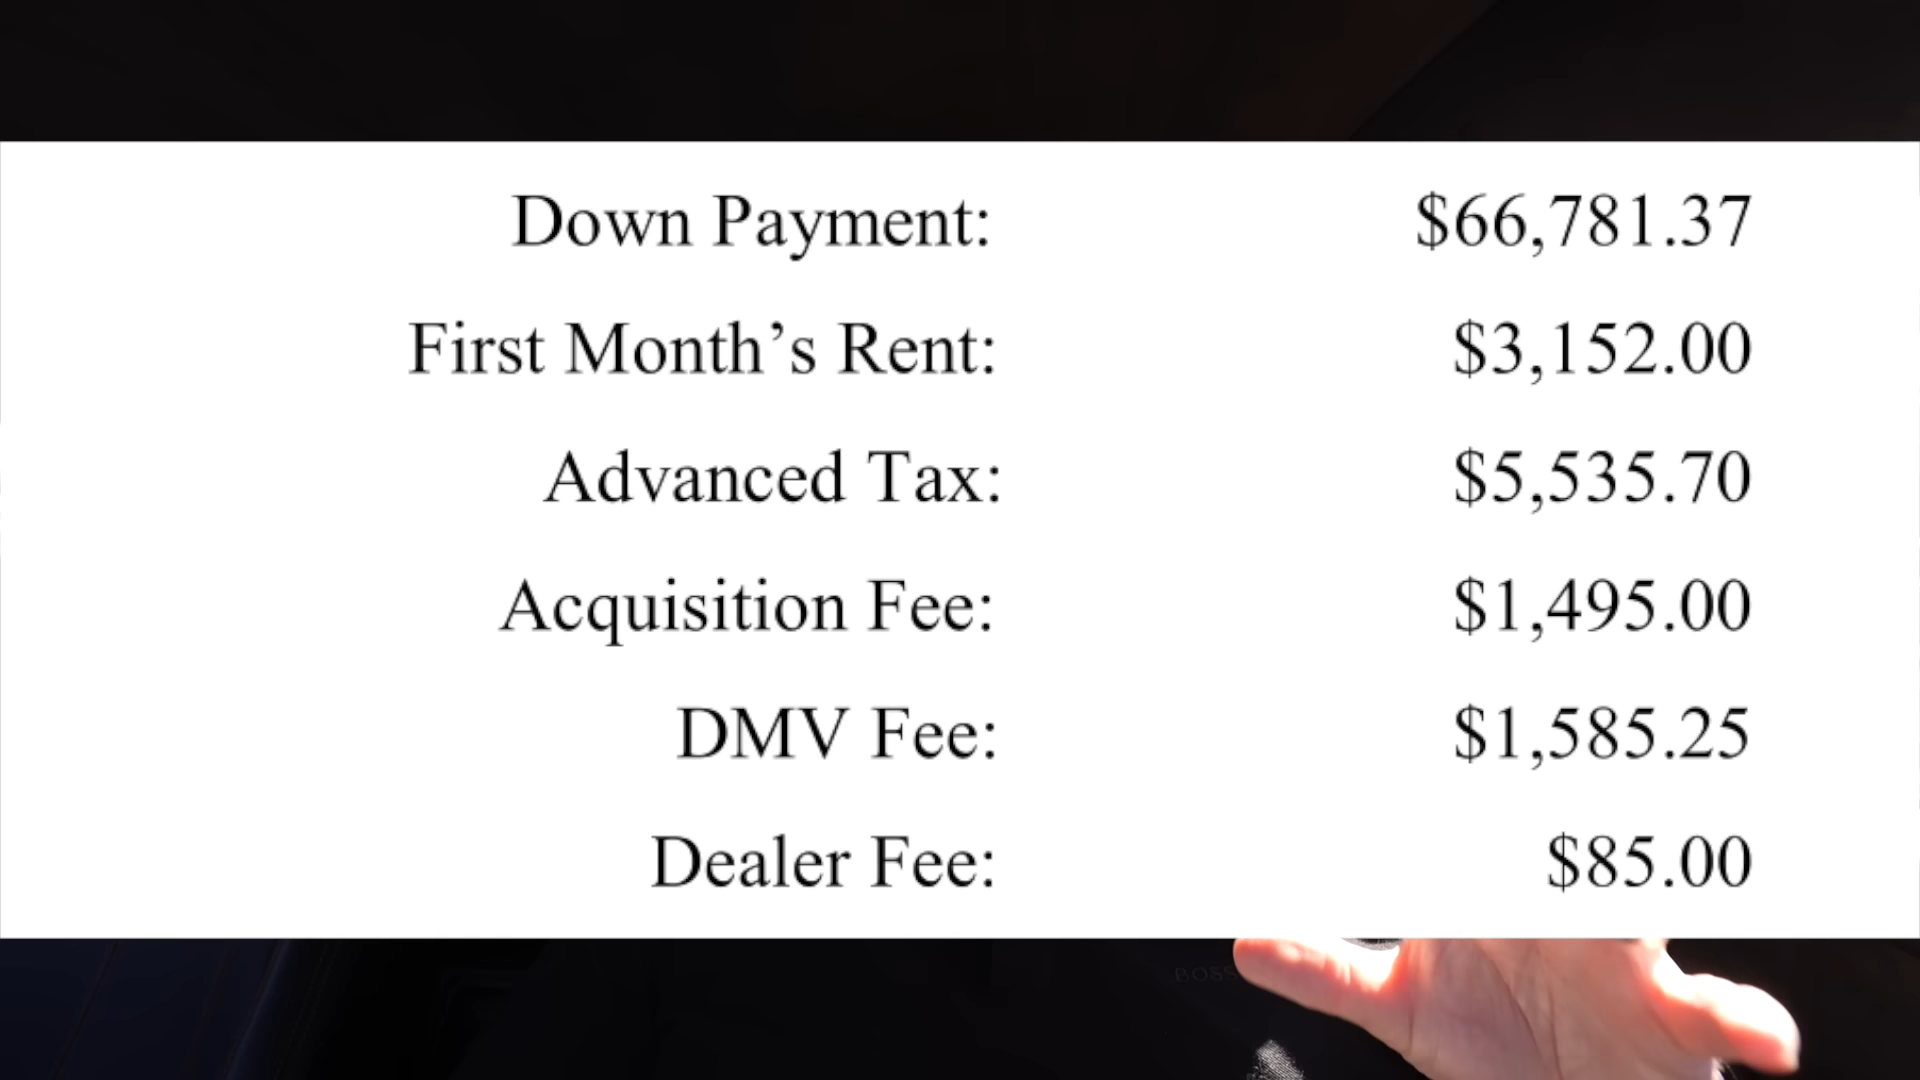 Down Payment: $66,781.37
First Month’s Rent: $3,152.00
Advanced Tax: $5,535.70
Acquisition Fee: $1,495.00
DMV Fee: $1,585.25
Dealer Fee: $85.00
BOSS